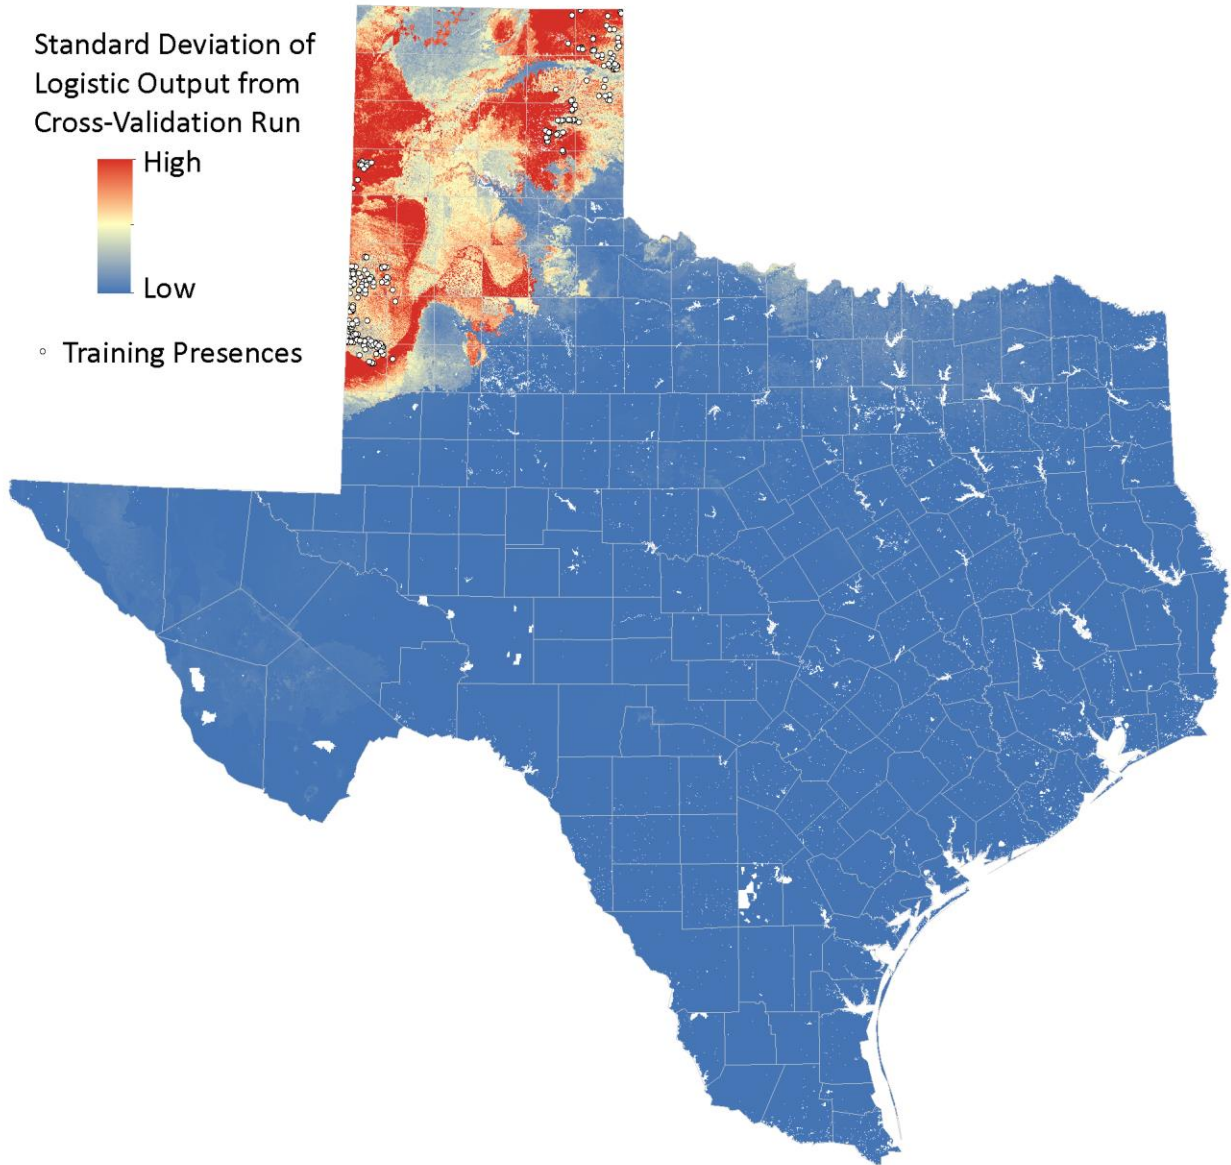 Standard Deviation of
Logistic Output from
Cross-Validation Run
High
Low
Training Presences